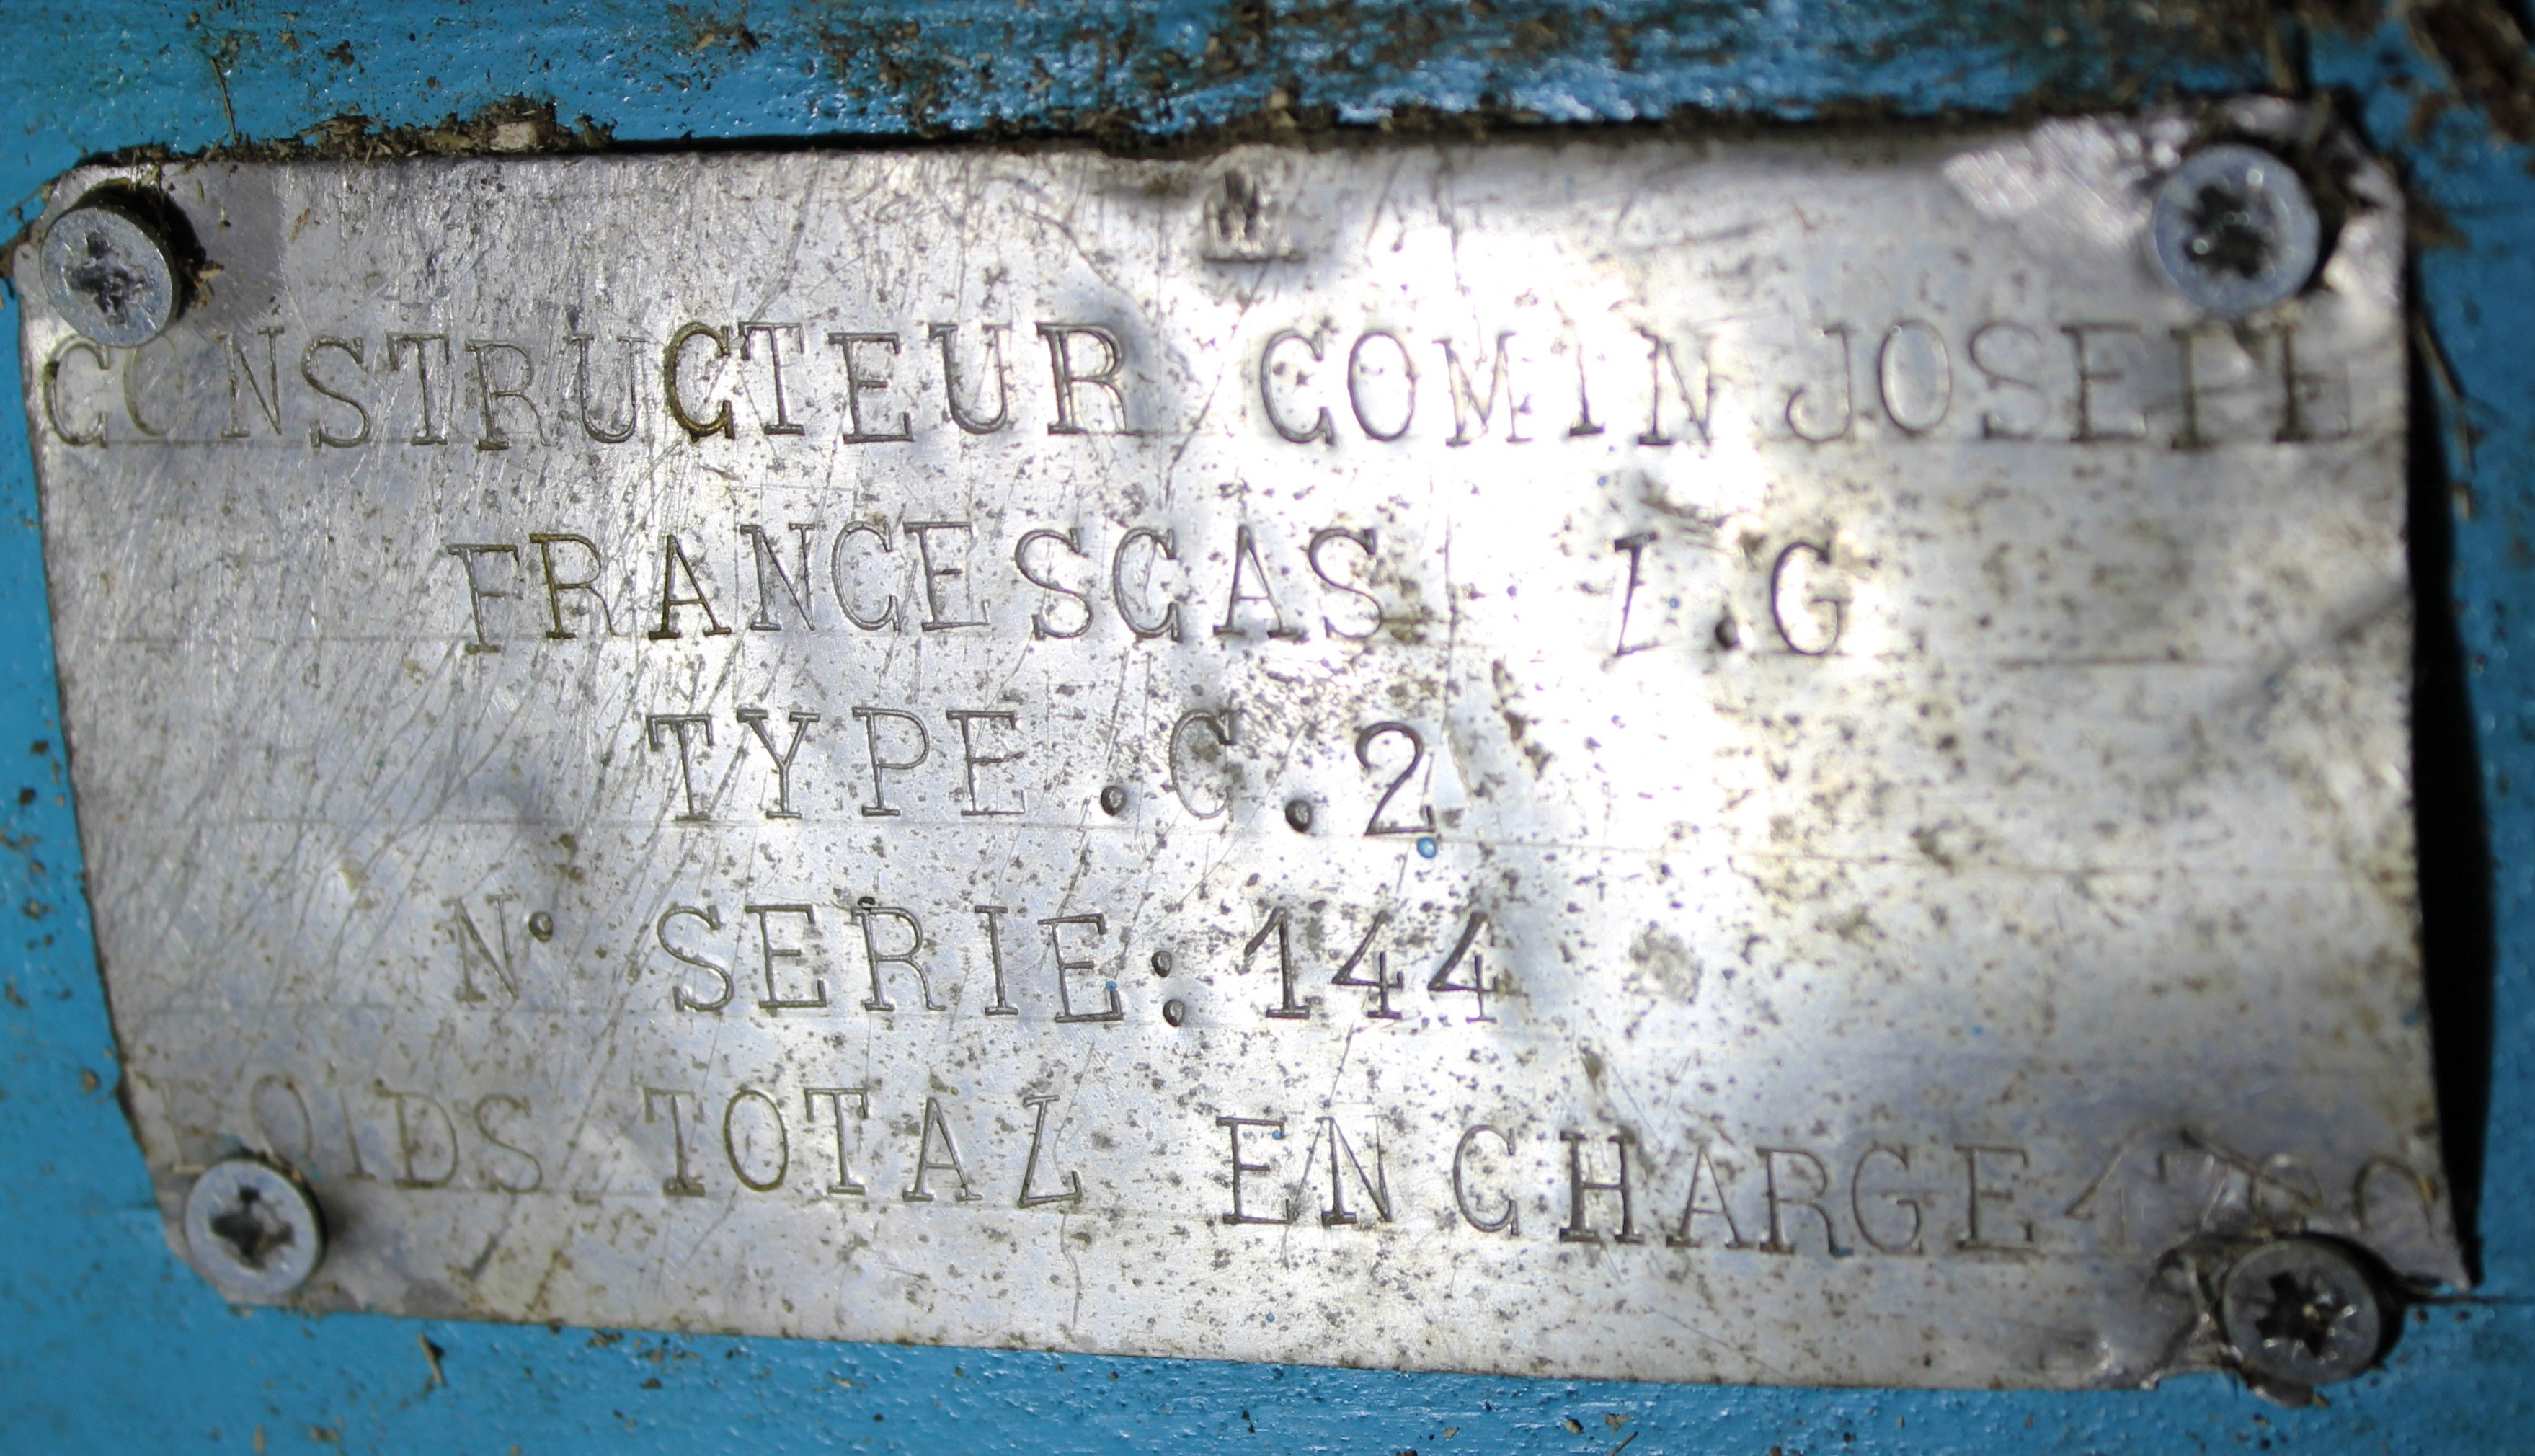 CONSTRUCTEUR COMIN JOSEPH
FRANCESCAS L.G
TYPE.C.2
N° SERIE:144
POIDS TOTAL EN CHARGE